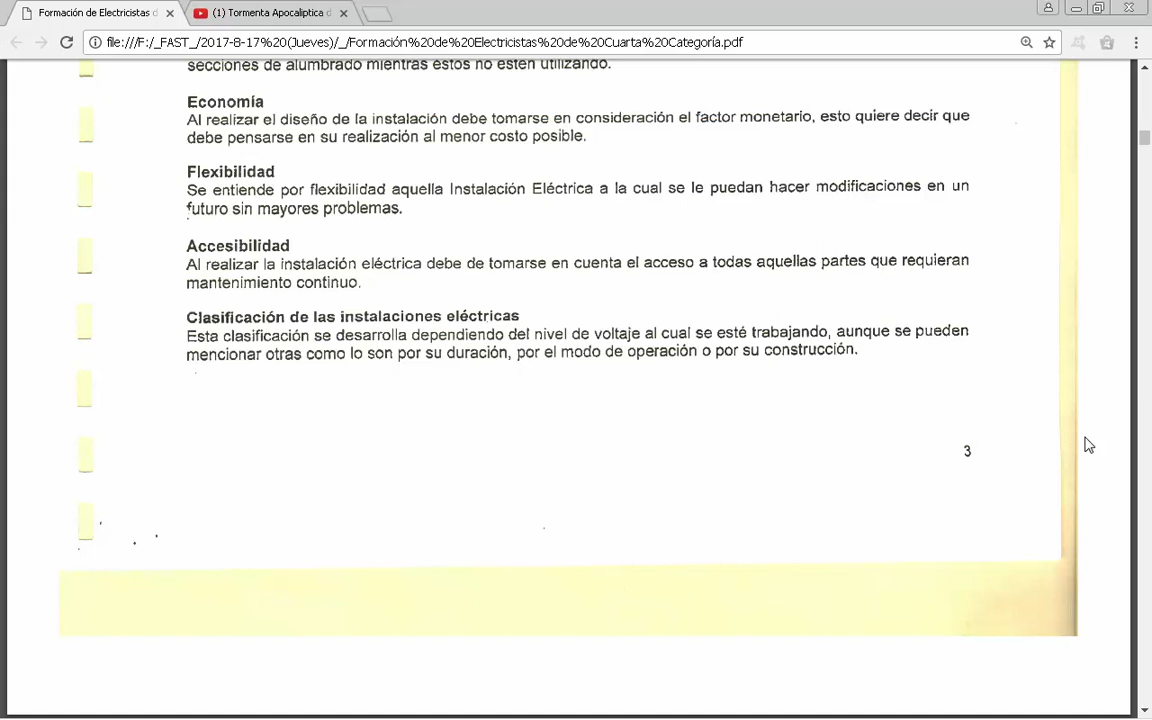 Formación de Electricistas d
(1) Tormenta Apocaliptica d
file:///F:/_FAST_/2017-8-17%20(Jueves)/_/Formación%20de%20Electricistas%20de%20Cuarta%20Categoría.pdf
secciones de alumbrado mientras estos no estén utilizando.
Economía
Al realizar el diseño de la instalación debe tomarse en consideración el factor monetario, esto quiere decir que
debe pensarse en su realización al menor costo posible.
Flexibilidad
Se entiende por flexibilidad aquella Instalación Eléctrica a la cual se le puedan hacer modificaciones en un
futuro sin mayores problemas.
Accesibilidad
Al realizar la instalación eléctrica debe de tomarse en cuenta el acceso a todas aquellas partes que requieran
mantenimiento continuo.
Clasificación de las instalaciones eléctricas
Esta clasificación se desarrolla dependiendo del nivel de voltaje al cual se esté trabajando, aunque se pueden
mencionar otras como lo son por su duración, por el modo de operación o por su construcción.
3